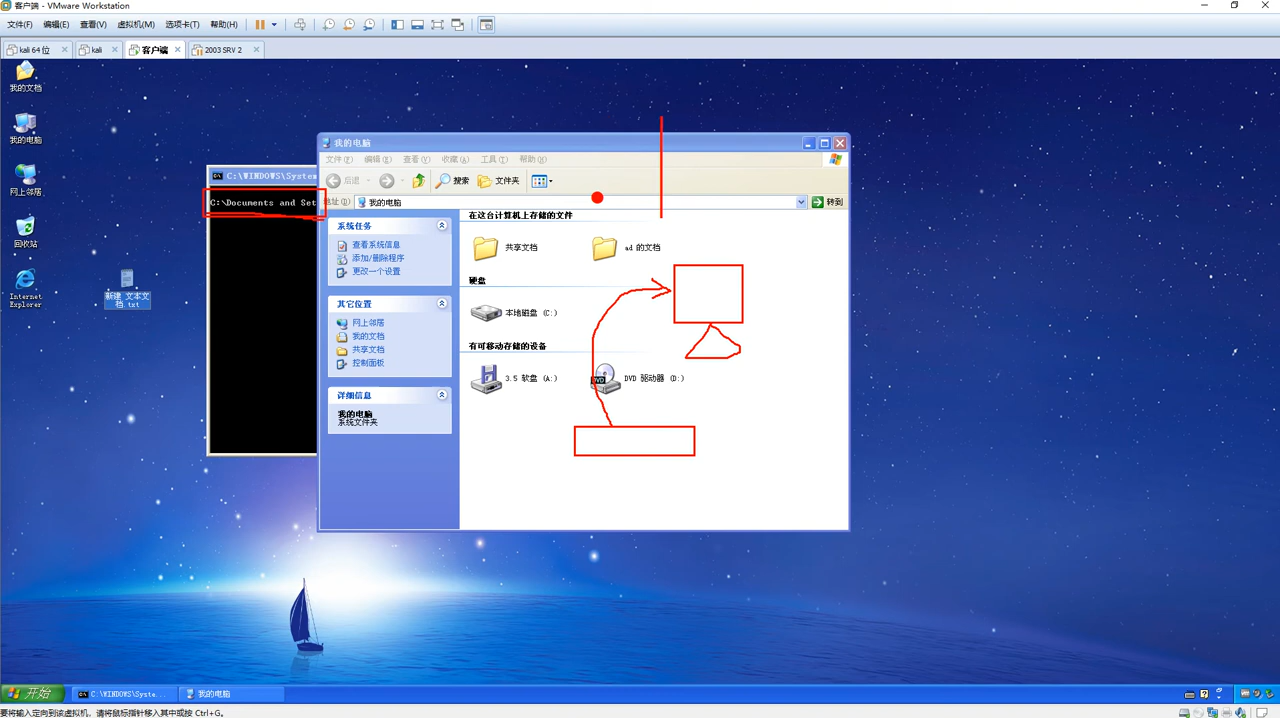 客户端 - VMware Workstation
文件(F) 编辑(E) 查看(V) 虚拟机(M) 选项卡(T) 帮助(H)
kali 64 位 kali 客户端 2003 SRV 2
我的文档
我的电脑
网上邻居
回收站
Internet Explorer
新建 文本文档.txt
C:\WINDOWS\System
C:\Documents and Set
我的电脑
文件(F) 编辑(E) 查看(V) 收藏(A) 工具(T) 帮助(H)
后退 搜索 文件夹
地址(D) 我的电脑 转到
系统任务
查看系统信息
添加/删除程序
更改一个设置
其它位置
网上邻居
我的文档
共享文档
控制面板
详细信息
我的电脑
系统文件夹
在这台计算机上存储的文件
共享文档 ad 的文档
硬盘
本地磁盘 (C:)
有可移动存储的设备
3.5 软盘 (A:) DVD 驱动器 (D:)
开始 C:\WINDOWS\Syste... 我的电脑
要将输入定向到该虚拟机，请将鼠标指针移入其中或按 Ctrl+G。